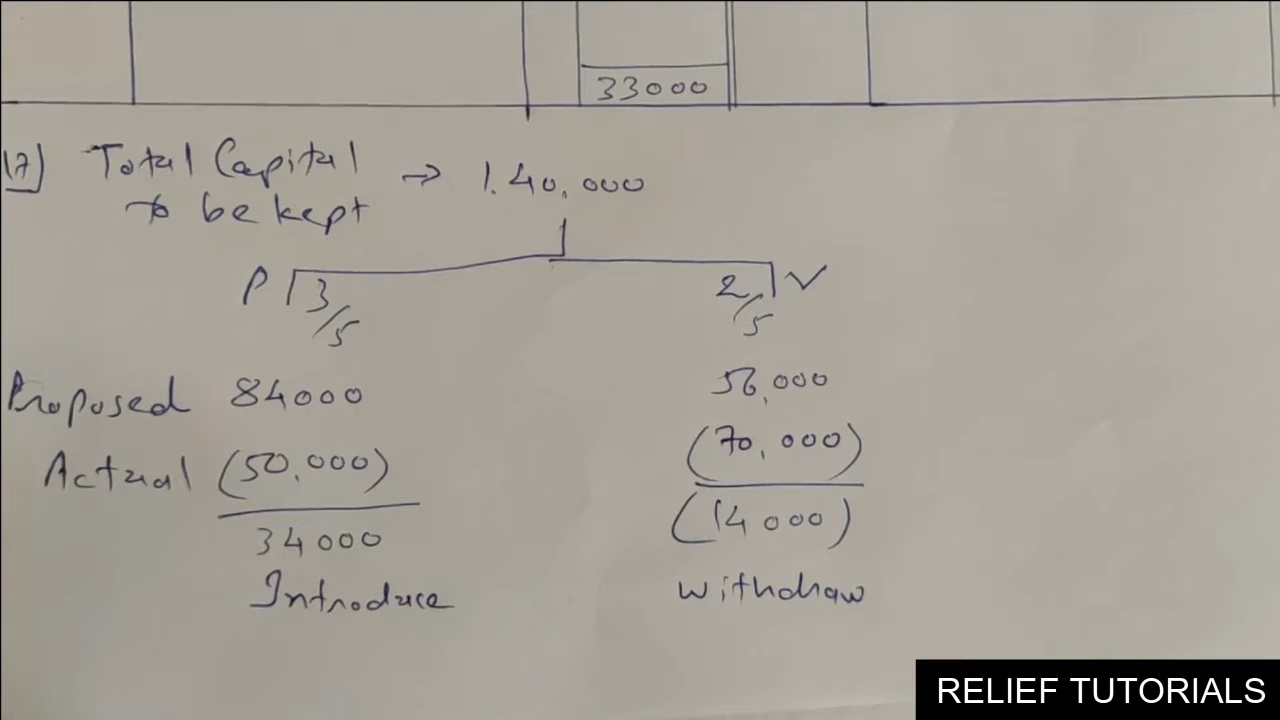 33000
17) Total Capital → 1.40,000
to be kept
P 3/5 2/5 V
Proposed 84000 56,000
Actual (50,000) (70,000)
34000 (14000)
Introduce Withdraw
RELIEF TUTORIALS